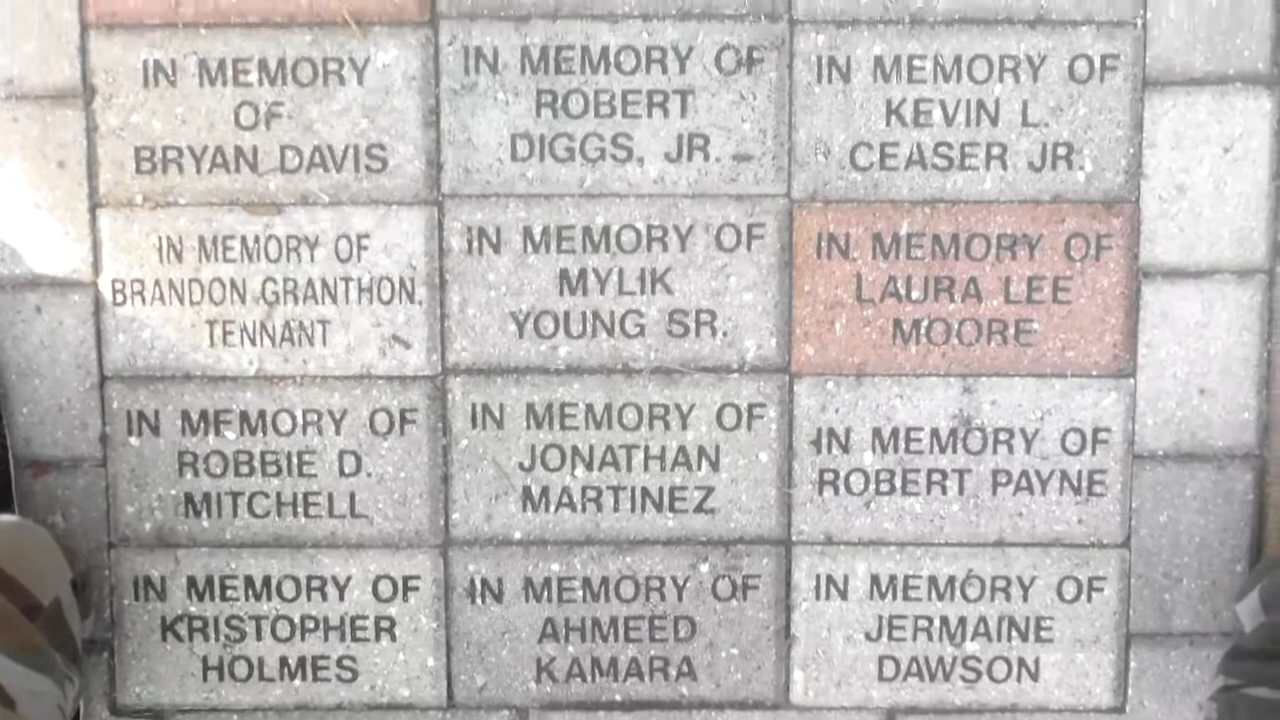 IN MEMORY
OF
BRYAN DAVIS
IN MEMORY OF
ROBERT
DIGGS, JR.
IN MEMORY OF
KEVIN L.
CEASER JR.
IN MEMORY OF
BRANDON GRANTHON,
TENNANT
IN MEMORY OF
MYLIK
YOUNG SR.
IN MEMORY OF
LAURA LEE
MOORE
IN MEMORY OF
ROBBIE D.
MITCHELL
IN MEMORY OF
JONATHAN
MARTINEZ
IN MEMORY OF
ROBERT PAYNE
IN MEMORY OF
KRISTOPHER
HOLMES
IN MEMORY OF
AHMEED
KAMARA
IN MEMORY OF
JERMAINE
DAWSON